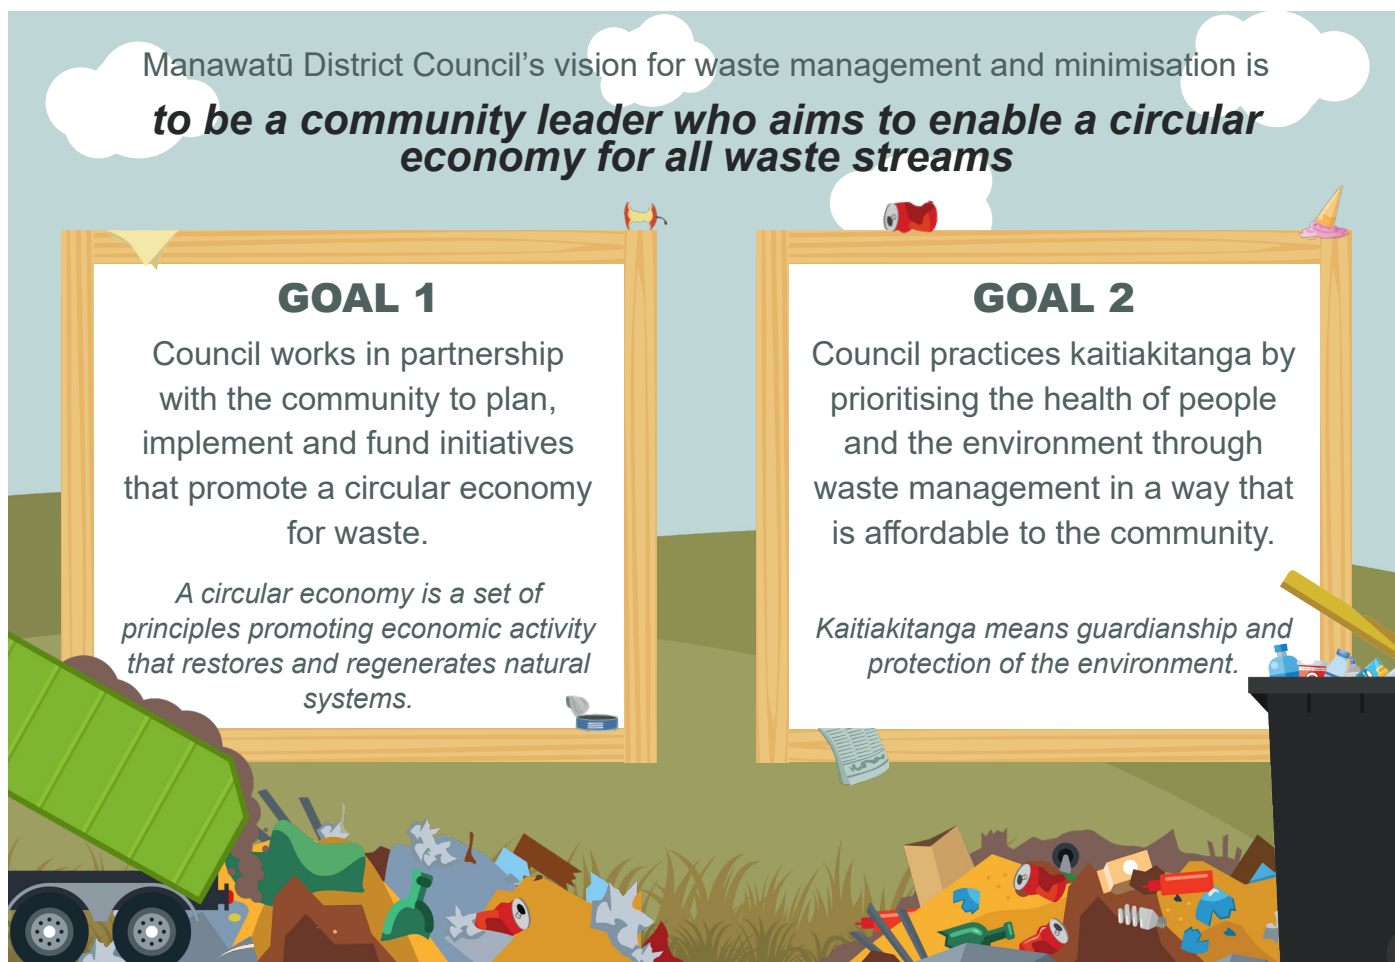 Manawatū District Council's vision for waste management and minimisation is
to be a community leader who aims to enable a circular
economy for all waste streams
GOAL 1
Council works in partnership
with the community to plan,
implement and fund initiatives
that promote a circular economy
for waste.
A circular economy is a set of
principles promoting economic activity
that restores and regenerates natural
systems.
GOAL 2
Council practices kaitiakitanga by
prioritising the health of people
and the environment through
waste management in a way that
is affordable to the community.
Kaitiakitanga means guardianship and
protection of the environment.